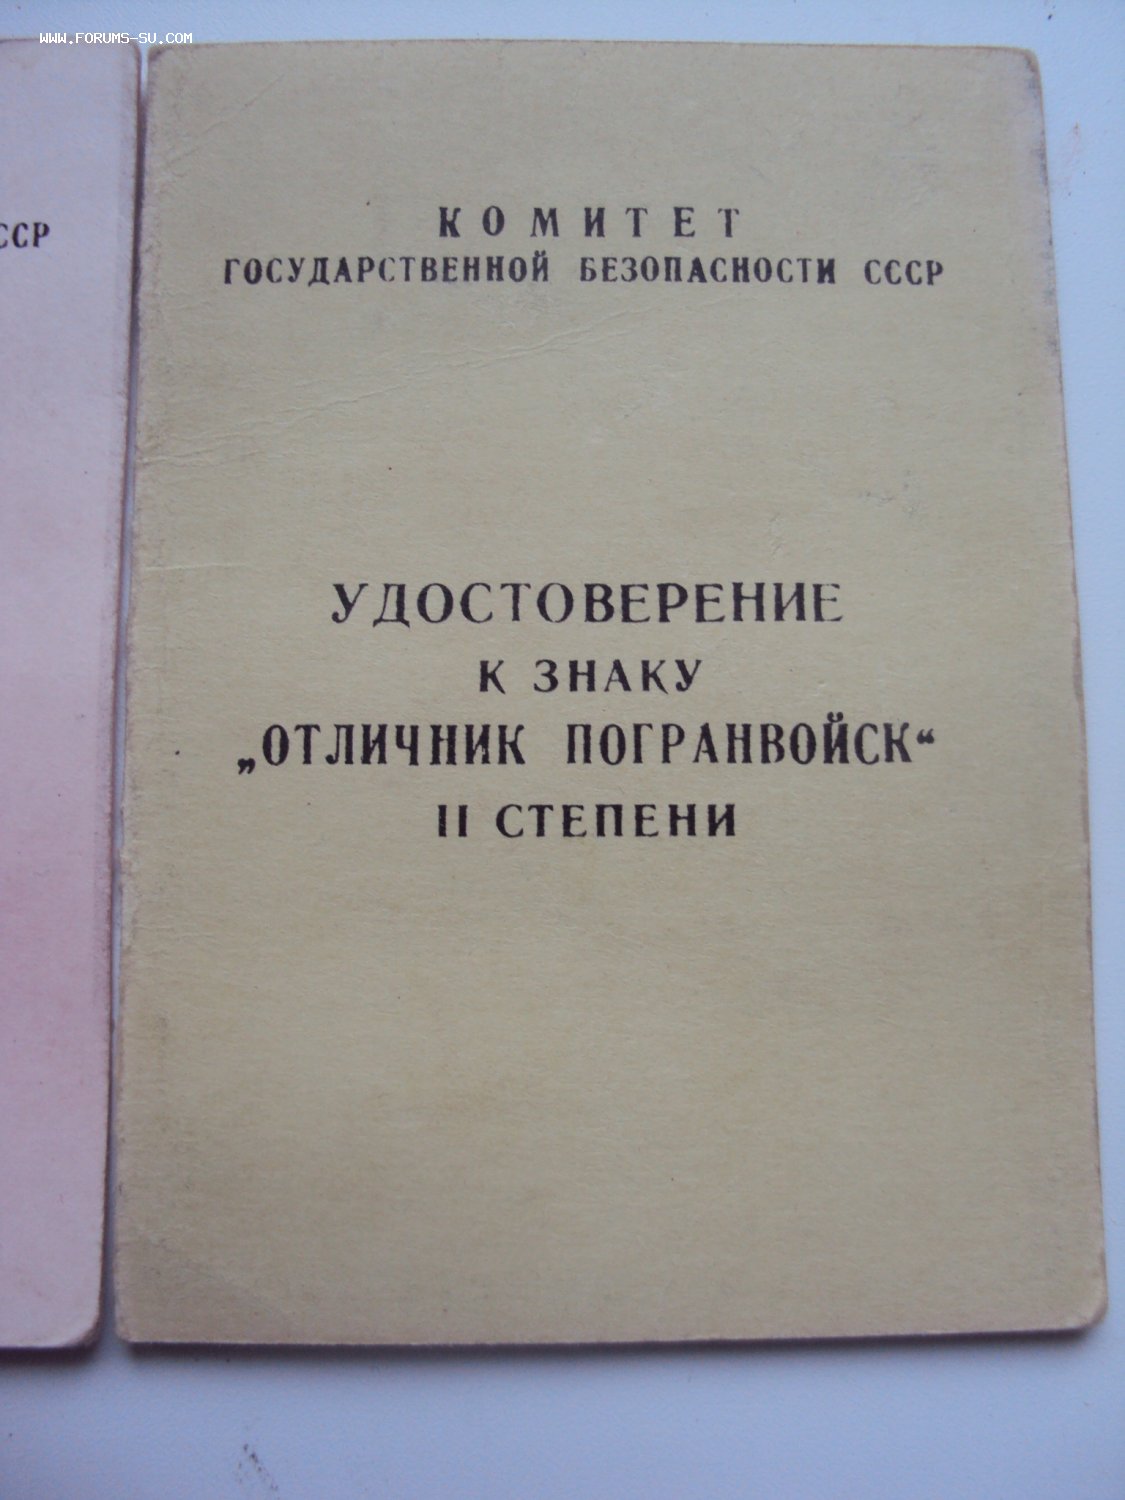 WWW.FORUMS-SU.COM
ССР
КОМИТЕТ
ГОСУДАРСТВЕННОЙ БЕЗОПАСНОСТИ СССР
УДОСТОВЕРЕНИЕ
К ЗНАКУ
„ОТЛИЧНИК ПОГРАНВОЙСК“
II СТЕПЕНИ